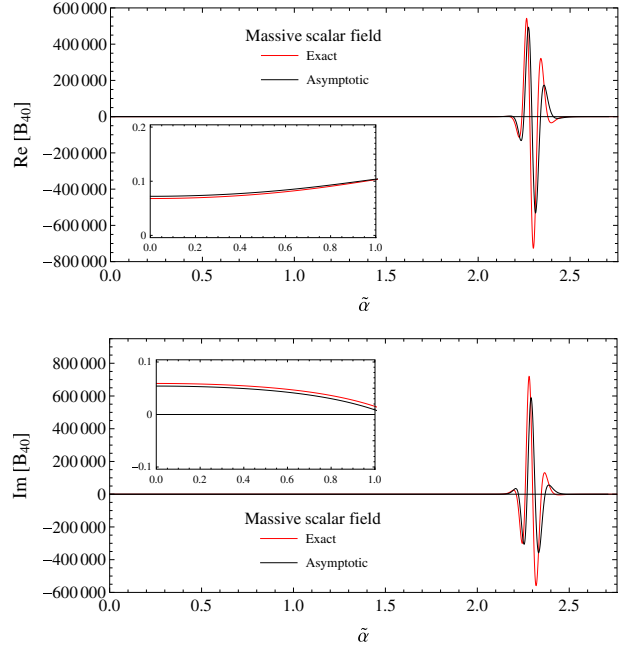 Massive scalar field
Exact
Asymptotic
Re [B40]
600 000
400 000
200 000
0
−200 000
−400 000
−600 000
−800 000
0.2
0.1
0
0.0 0.2 0.4 0.6 0.8 1.0
0.0 0.5 1.0 1.5 2.0 2.5
α̃
Im [B40]
800 000
600 000
400 000
200 000
0
−200 000
−400 000
−600 000
0.1
0
−0.1
0.0 0.2 0.4 0.6 0.8 1.0
Massive scalar field
Exact
Asymptotic
0.0 0.5 1.0 1.5 2.0 2.5
α̃